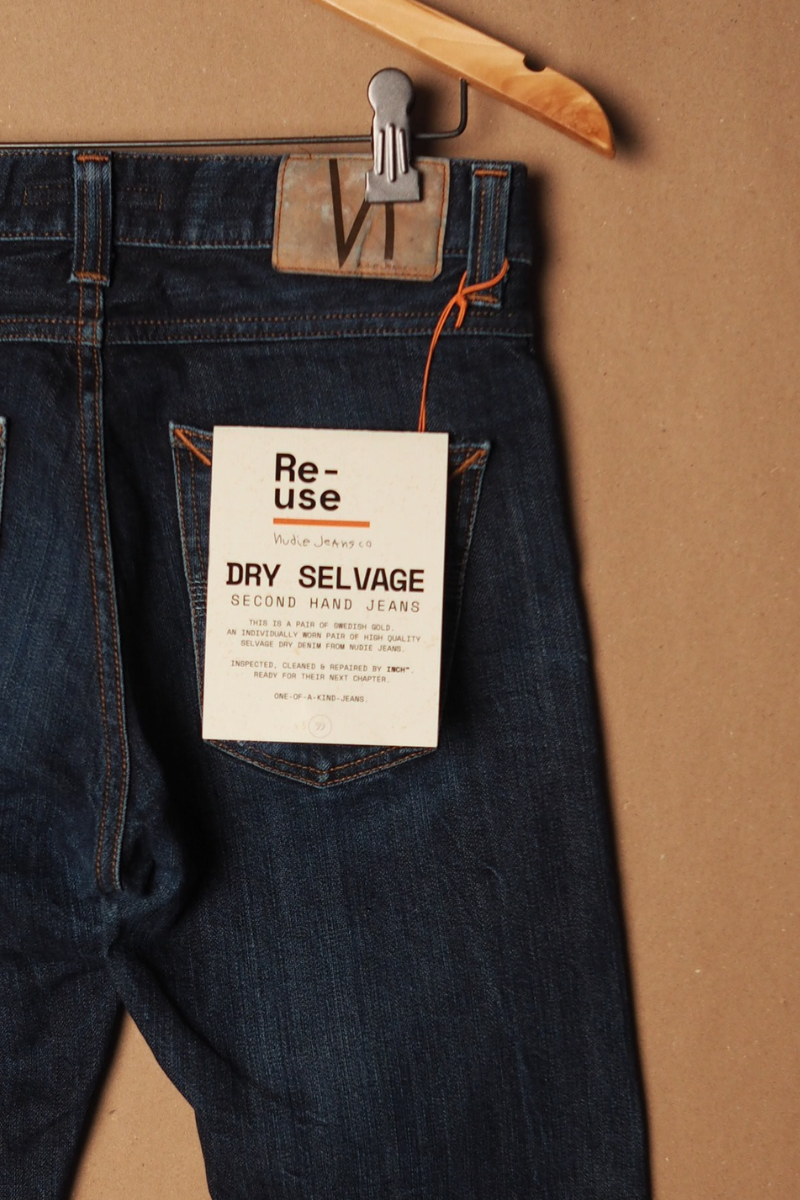 Re-
use
Nudie Jeans co
DRY SELVAGE
SECOND HAND JEANS
THIS IS A PAIR OF SWEDISH GOLD.
AN INDIVIDUALLY WORN PAIR OF HIGH QUALITY
SELVAGE DRY DENIM FROM NUDIE JEANS.
INSPECTED, CLEANED & REPAIRED BY INCH™.
READY FOR THEIR NEXT CHAPTER.
ONE-OF-A-KIND-JEANS.